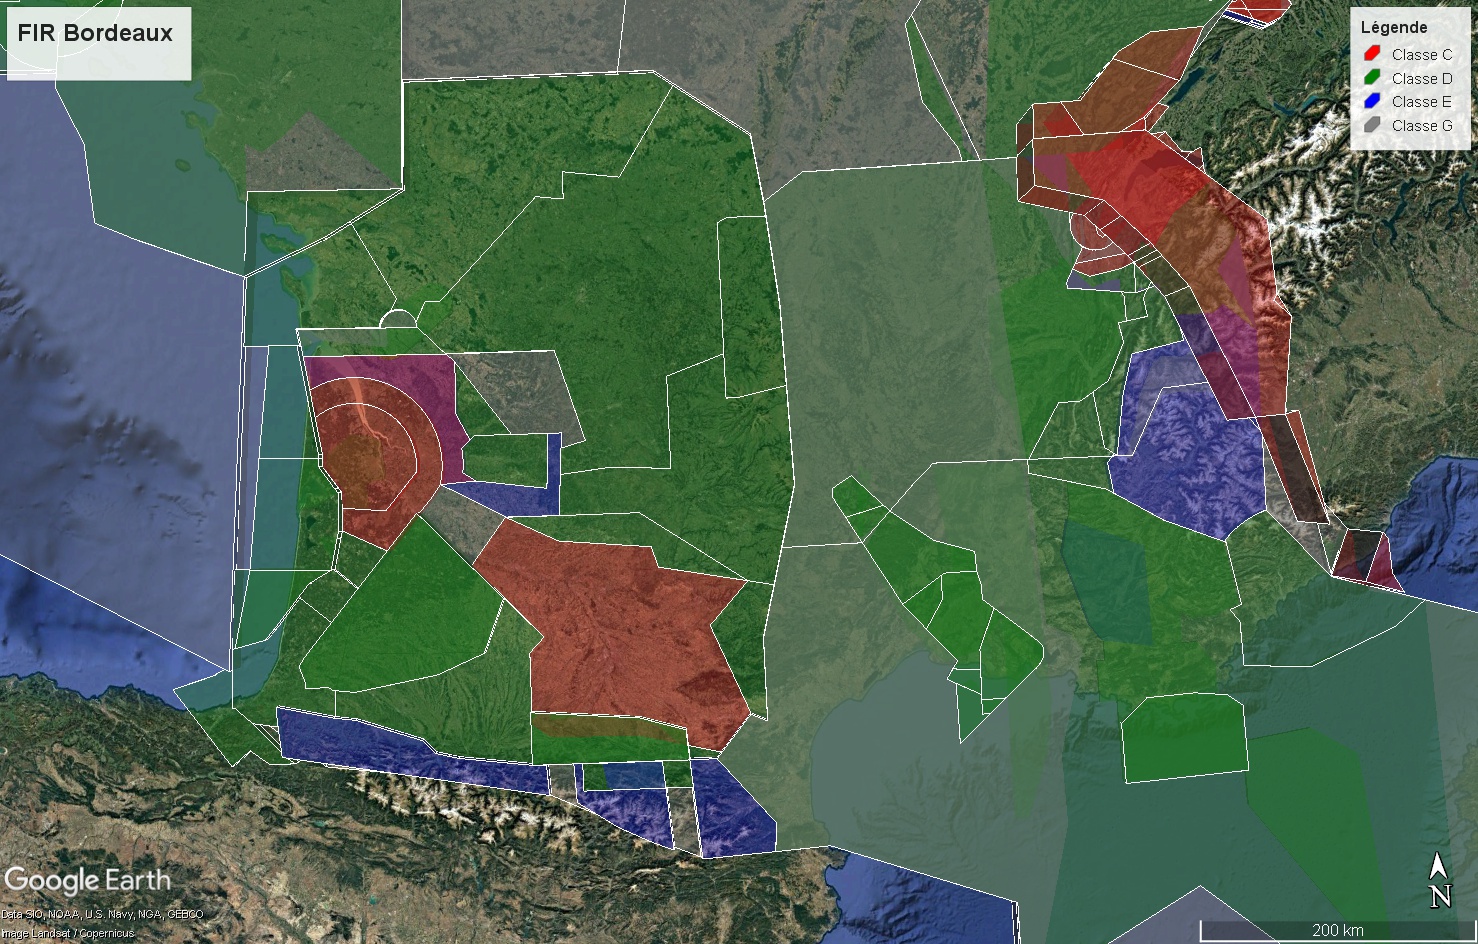 FIR Bordeaux
Légende
Classe C
Classe D
Classe E
Classe G
Google Earth
Data SIO, NOAA, U.S. Navy, NGA, GEBCO
Image Landsat / Copernicus
N
200 km